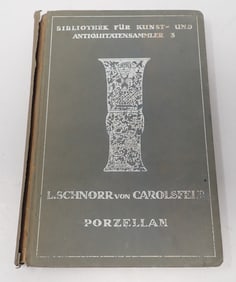 BIBLIOTHEK FÜR KUNST- UND
ANTIQUITÄTENSAMMLER 3
L.SCHNORR VON CAROLSFELD
PORZELLAN